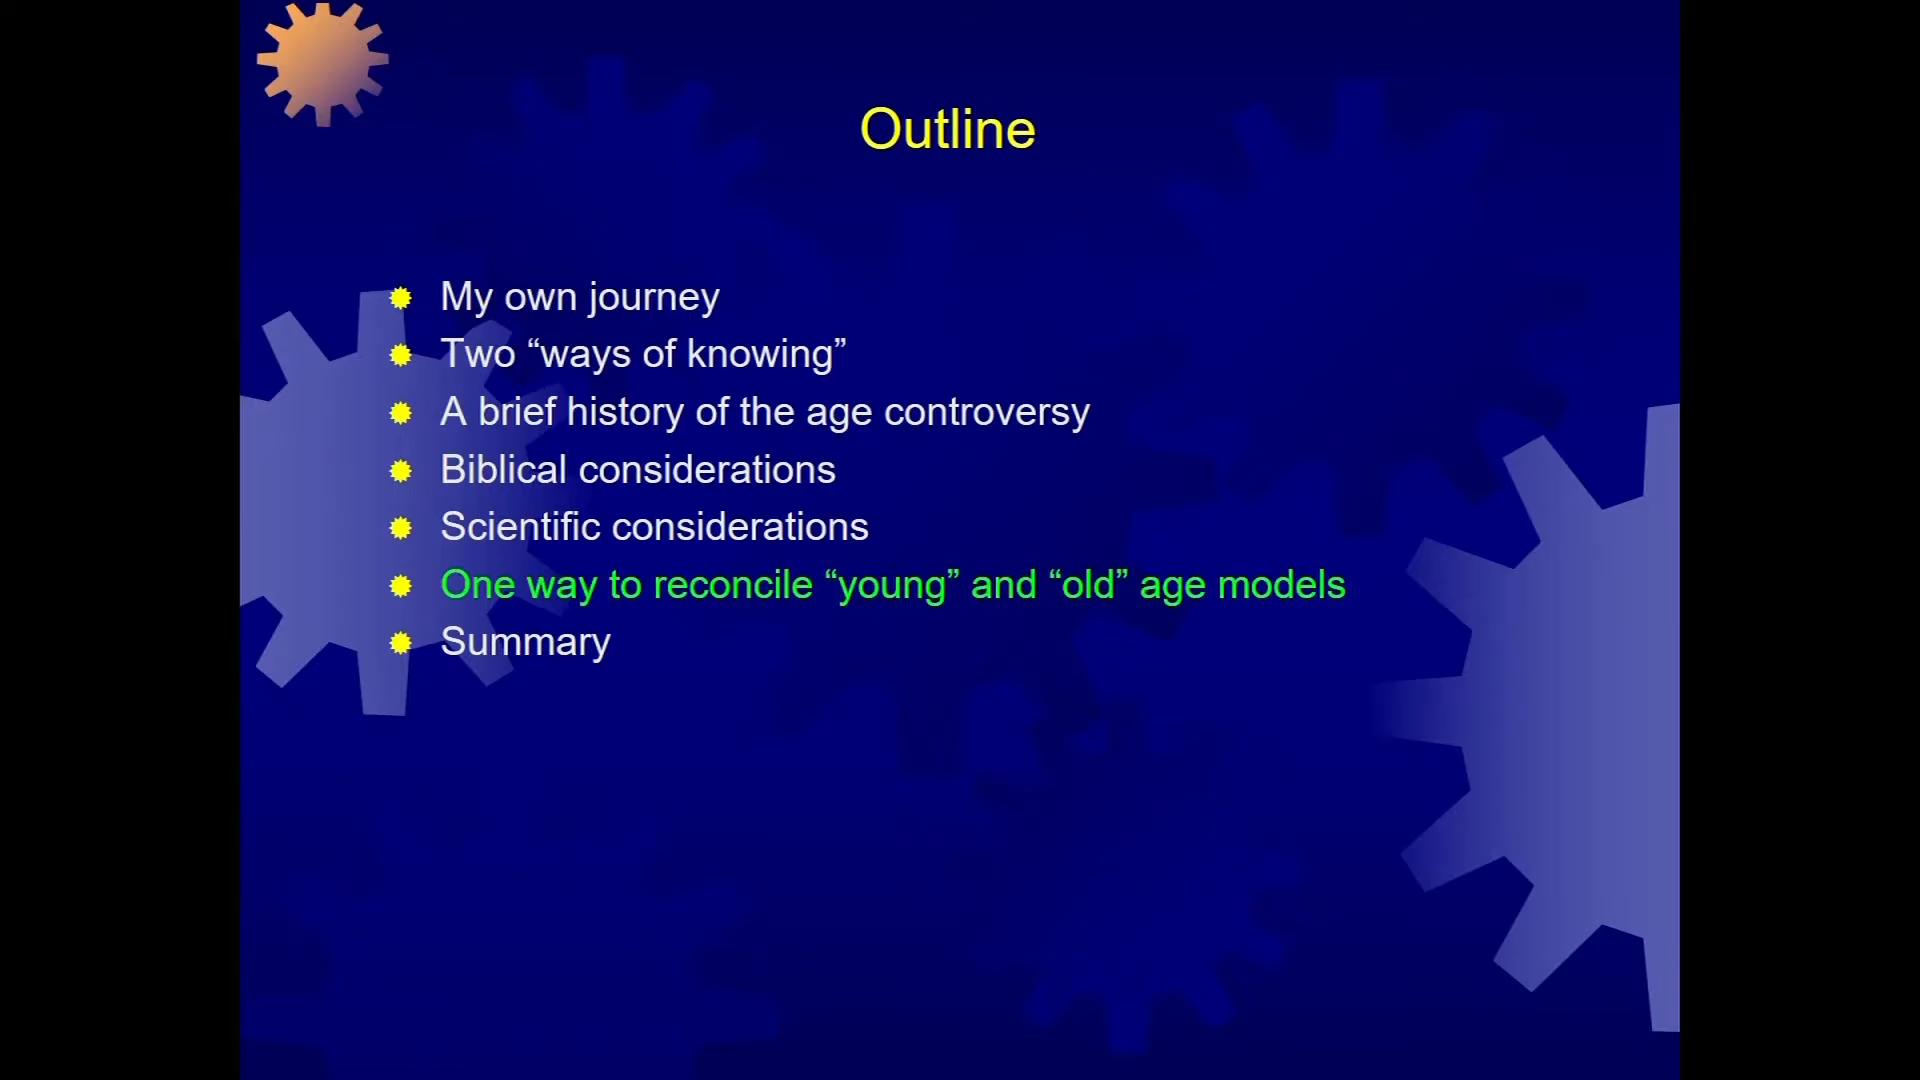 Outline
My own journey
Two “ways of knowing”
A brief history of the age controversy
Biblical considerations
Scientific considerations
One way to reconcile “young” and “old” age models
Summary